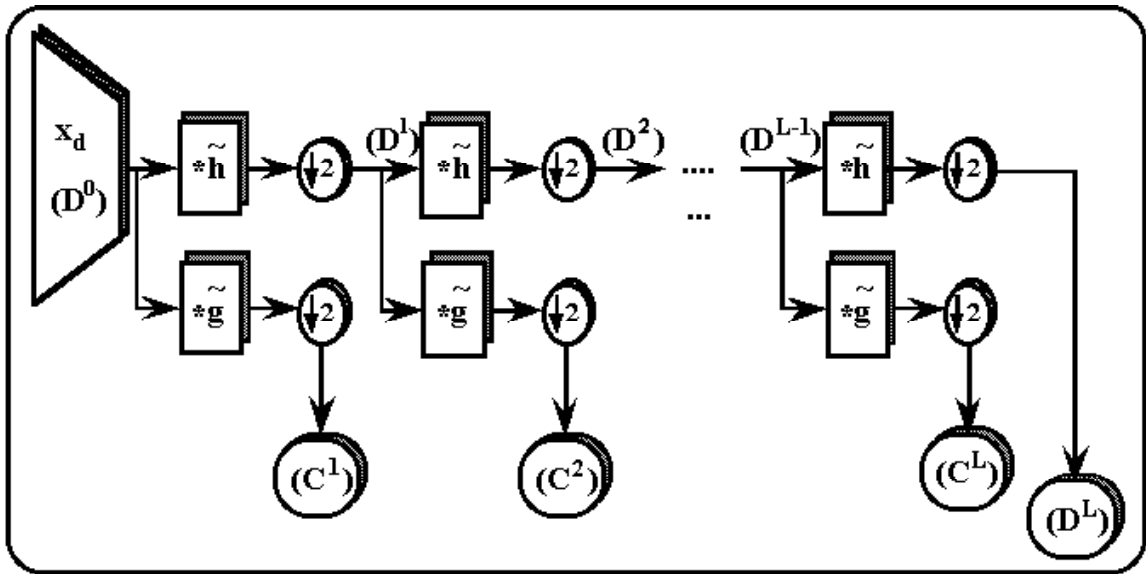 x_d
(D^0)
*h̃
↓2
(D^1)
*h̃
↓2
(D^2)
....
...
(D^{L-1})
*h̃
↓2
*g̃
↓2
*g̃
↓2
*g̃
↓2
(C^1)
(C^2)
(C^L)
(D^L)